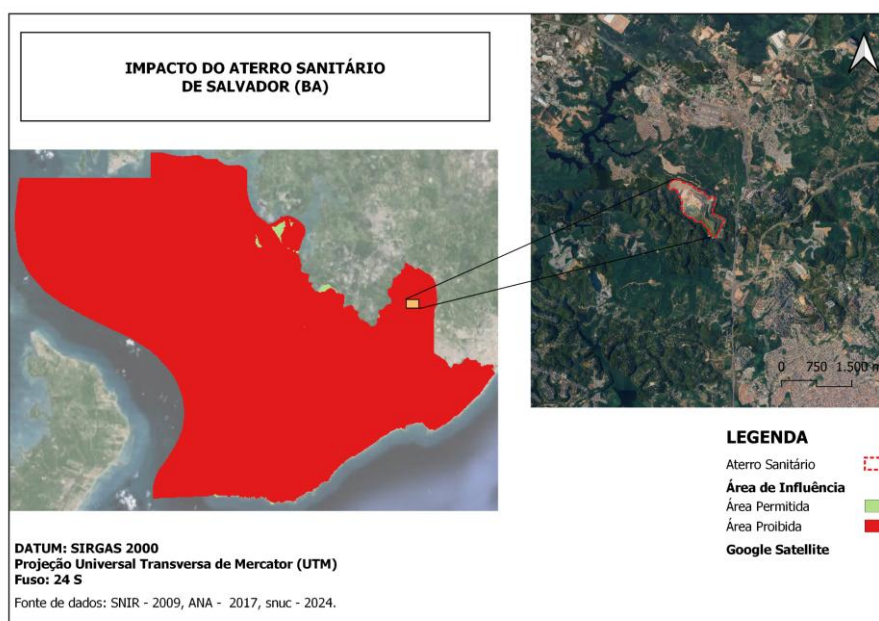 IMPACTO DO ATERRO SANITÁRIO
DE SALVADOR (BA)
0 750 1.500 m
LEGENDA
Aterro Sanitário
Área de Influência
Área Permitida
Área Proibida
Google Satellite
DATUM: SIRGAS 2000
Projeção Universal Transversa de Mercator (UTM)
Fuso: 24 S
Fonte de dados: SNIR - 2009, ANA - 2017, snuc - 2024.